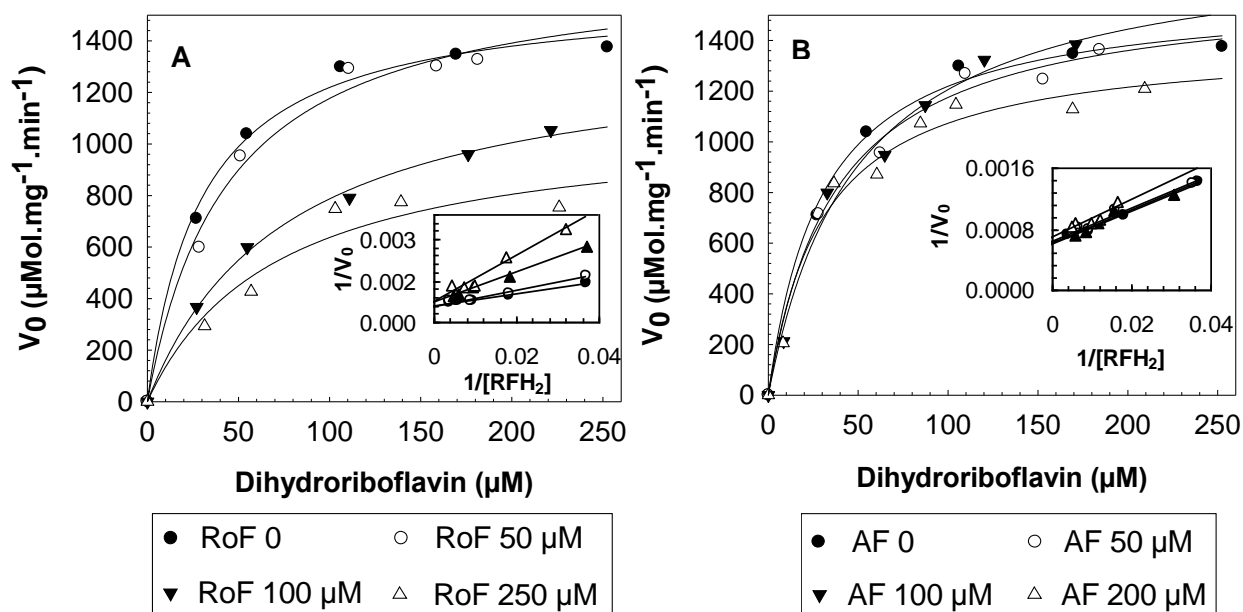 A
V0 (µMol.mg-1.min-1)
1400
1200
1000
800
600
400
200
0
0 50 100 150 200 250
Dihydroriboflavin (µM)
1/V0
0.003
0.002
0.000
0 0.02 0.04
1/[RFH2]
RoF 0 RoF 50 µM
RoF 100 µM RoF 250 µM
B
V0 (µMol.mg-1.min-1)
1400
1200
1000
800
600
400
200
0
0 50 100 150 200 250
Dihydroriboflavin (µM)
1/V0
0.0016
0.0008
0.0000
0 0.02 0.04
1/[RFH2]
AF 0 AF 50 µM
AF 100 µM AF 200 µM